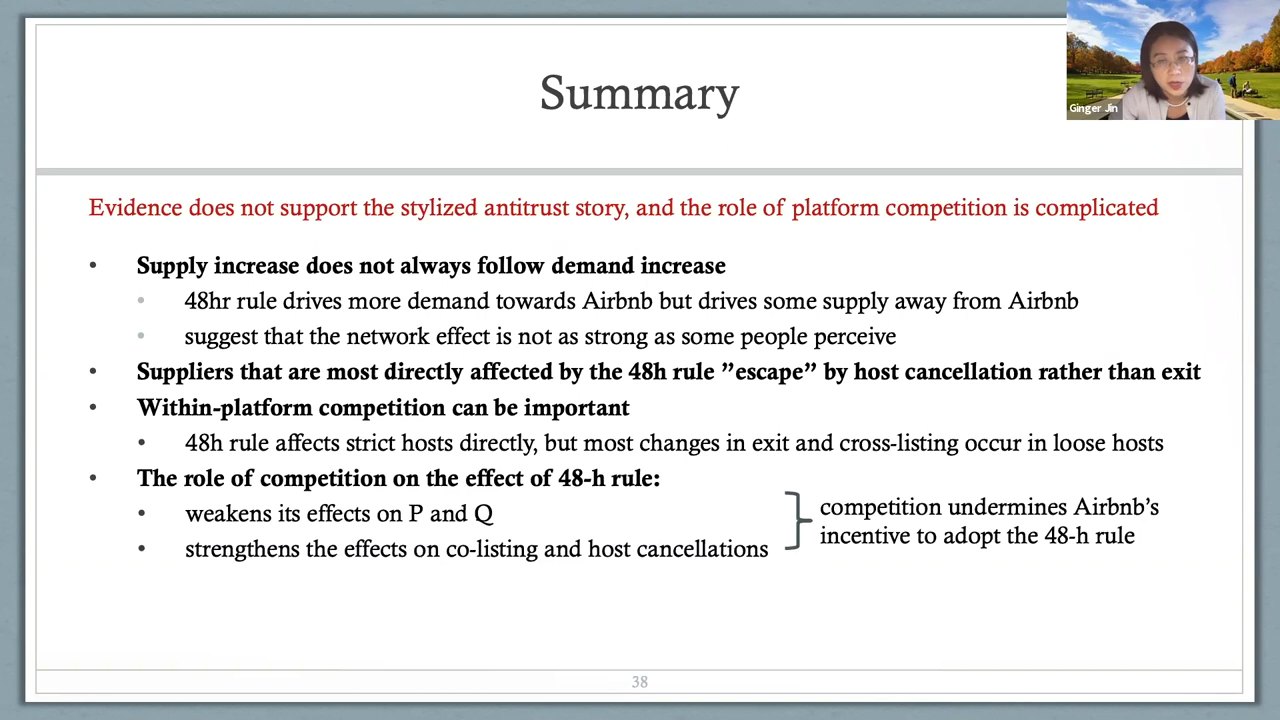 Summary
Ginger Jin
Evidence does not support the stylized antitrust story, and the role of platform competition is complicated
• Supply increase does not always follow demand increase
• 48hr rule drives more demand towards Airbnb but drives some supply away from Airbnb
• suggest that the network effect is not as strong as some people perceive
• Suppliers that are most directly affected by the 48h rule ”escape” by host cancellation rather than exit
• Within-platform competition can be important
• 48h rule affects strict hosts directly, but most changes in exit and cross-listing occur in loose hosts
• The role of competition on the effect of 48-h rule:
• weakens its effects on P and Q
• strengthens the effects on co-listing and host cancellations
competition undermines Airbnb’s
incentive to adopt the 48-h rule
38